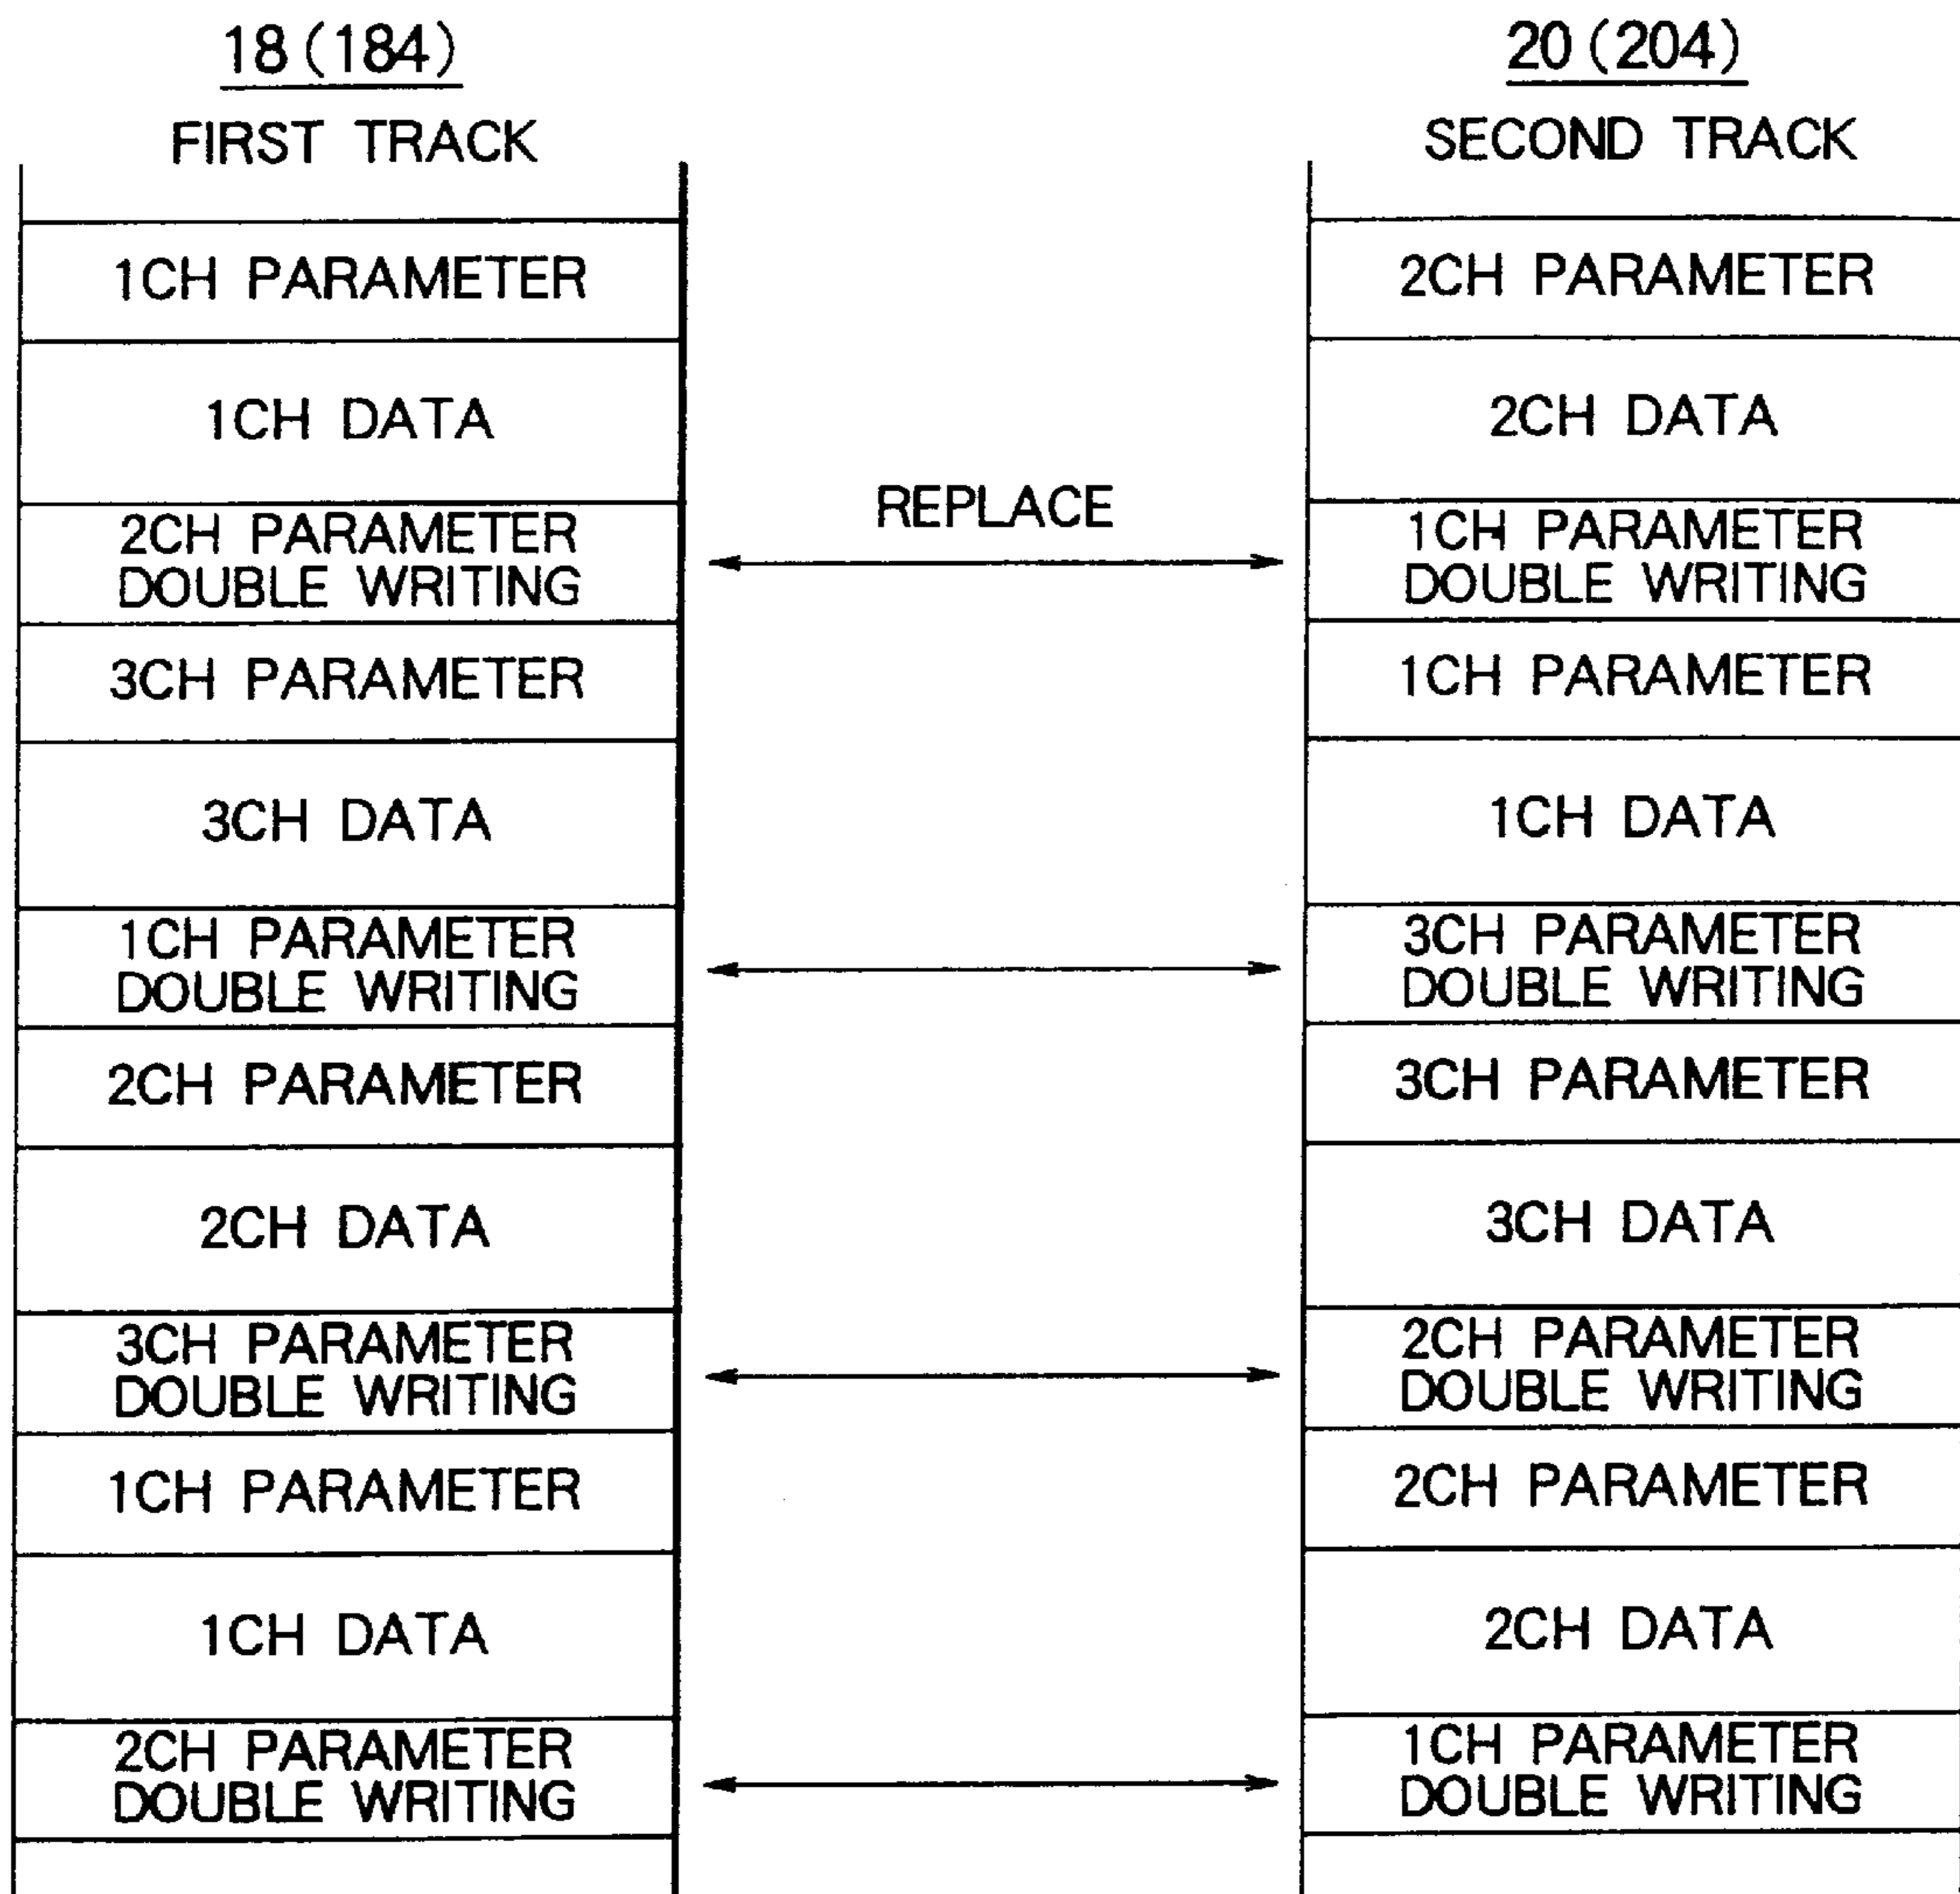 18 (184)
FIRST TRACK
1CH PARAMETER
1CH DATA
2CH PARAMETER
DOUBLE WRITING
3CH PARAMETER
3CH DATA
1CH PARAMETER
DOUBLE WRITING
2CH PARAMETER
2CH DATA
3CH PARAMETER
DOUBLE WRITING
1CH PARAMETER
1CH DATA
2CH PARAMETER
DOUBLE WRITING
REPLACE
20 (204)
SECOND TRACK
2CH PARAMETER
2CH DATA
1CH PARAMETER
DOUBLE WRITING
1CH PARAMETER
1CH DATA
3CH PARAMETER
DOUBLE WRITING
3CH PARAMETER
3CH DATA
2CH PARAMETER
DOUBLE WRITING
2CH PARAMETER
2CH DATA
1CH PARAMETER
DOUBLE WRITING